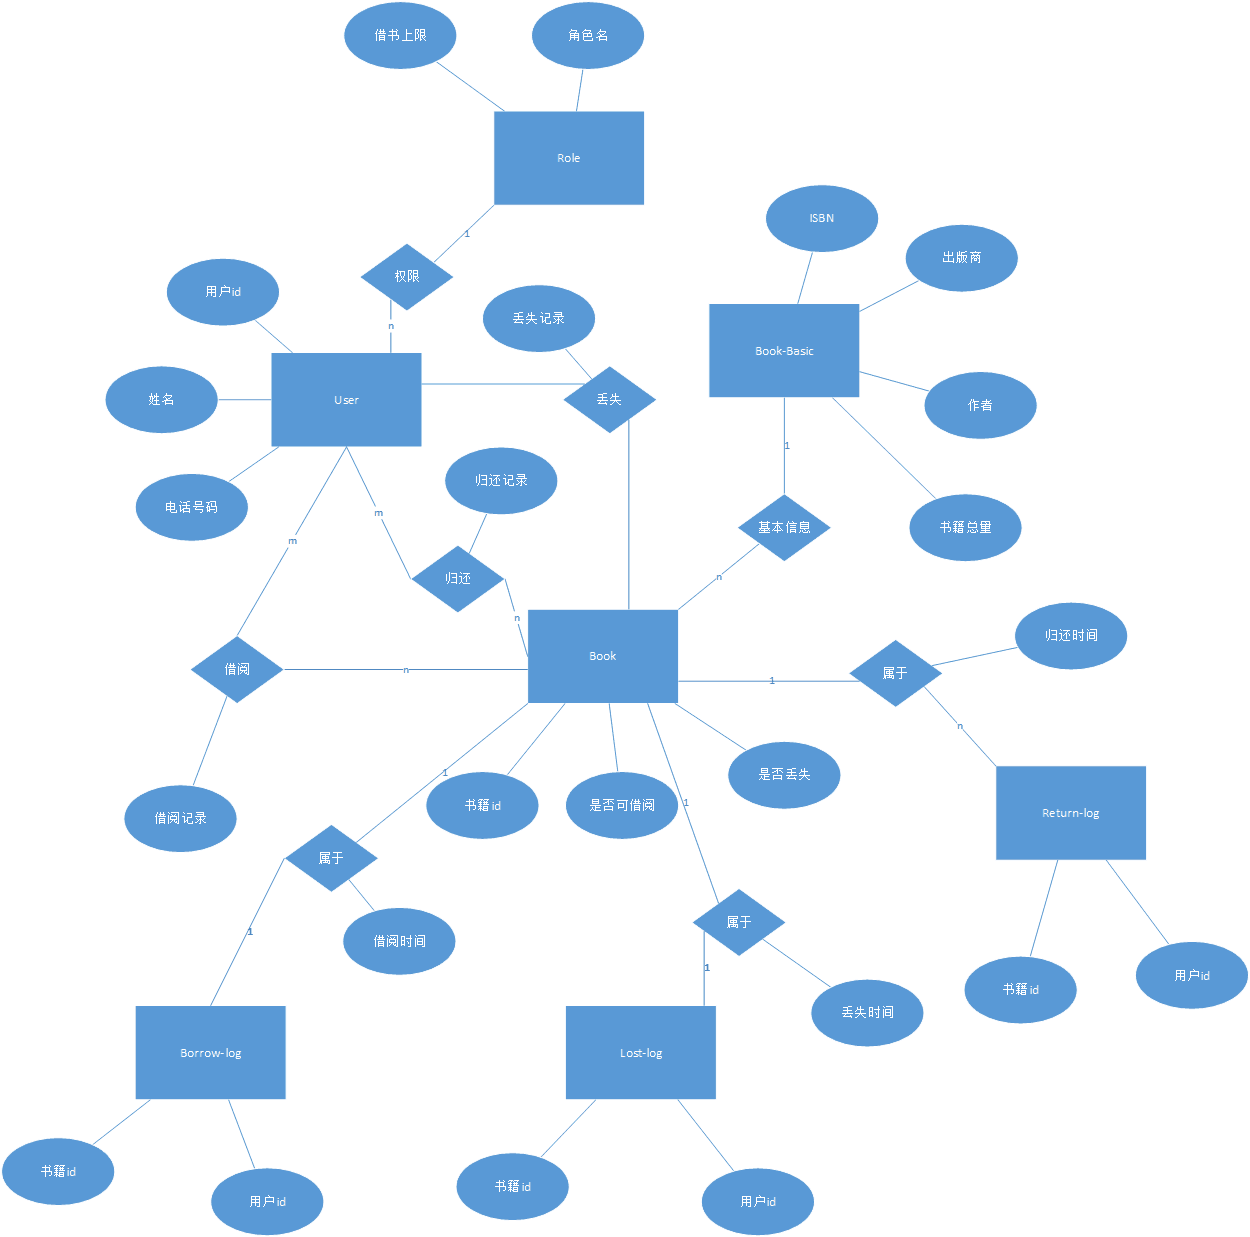 借书上限
角色名
Role
ISBN
1
出版商
权限
用户id
丢失记录
n
Book-Basic
姓名
User
丢失
作者
1
归还记录
电话号码
m
基本信息
书籍总量
m
n
归还
n
归还时间
Book
借阅
n
属于
1
n
1
是否丢失
书籍id
是否可借阅
1
借阅记录
Return-log
属于
属于
1
借阅时间
1
书籍id
用户id
丢失时间
Borrow-log
Lost-log
书籍id
用户id
书籍id
用户id